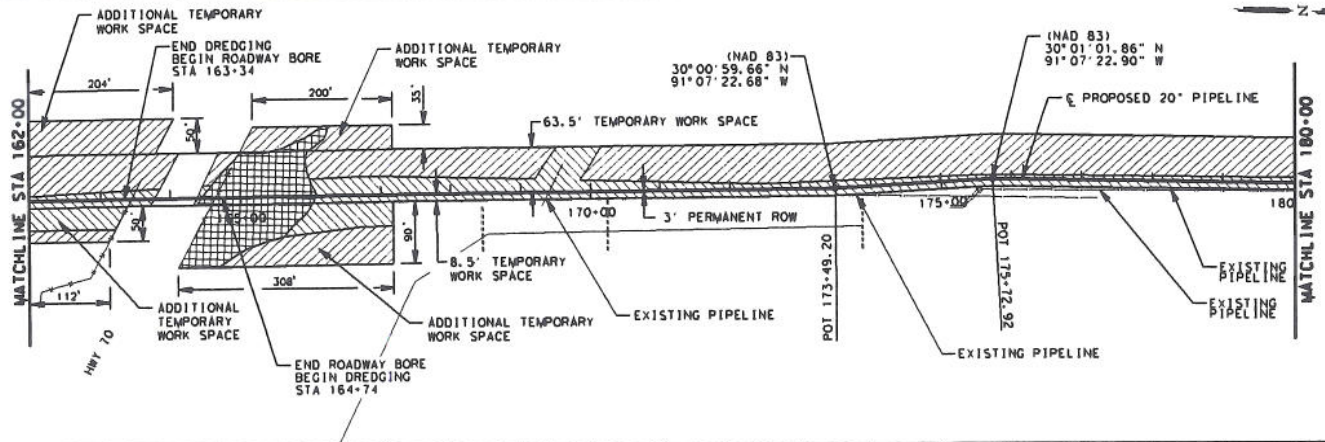 ADDITIONAL TEMPORARY
WORK SPACE
END DREDGING
BEGIN ROADWAY BORE
STA 163+34
204'
50'
200'
35'
ADDITIONAL TEMPORARY
WORK SPACE
63.5' TEMPORARY WORK SPACE
(NAD 83)
30°00'59.66" N
91°07'22.68" W
(NAD 83)
30°01'01.86" N
91°07'22.90" W
℄ PROPOSED 20" PIPELINE
N
MATCHLINE STA 162+00
MATCHLINE STA 180+00
165+00
170+00
175+00
180
3' PERMANENT ROW
50'
90'
8.5' TEMPORARY
WORK SPACE
308'
112'
HWY 70
ADDITIONAL
TEMPORARY
WORK SPACE
ADDITIONAL TEMPORARY
WORK SPACE
END ROADWAY BORE
BEGIN DREDGING
STA 164+74
EXISTING PIPELINE
POT 173+49.20
EXISTING PIPELINE
POT 175+72.92
EXISTING
PIPELINE
EXISTING
PIPELINE